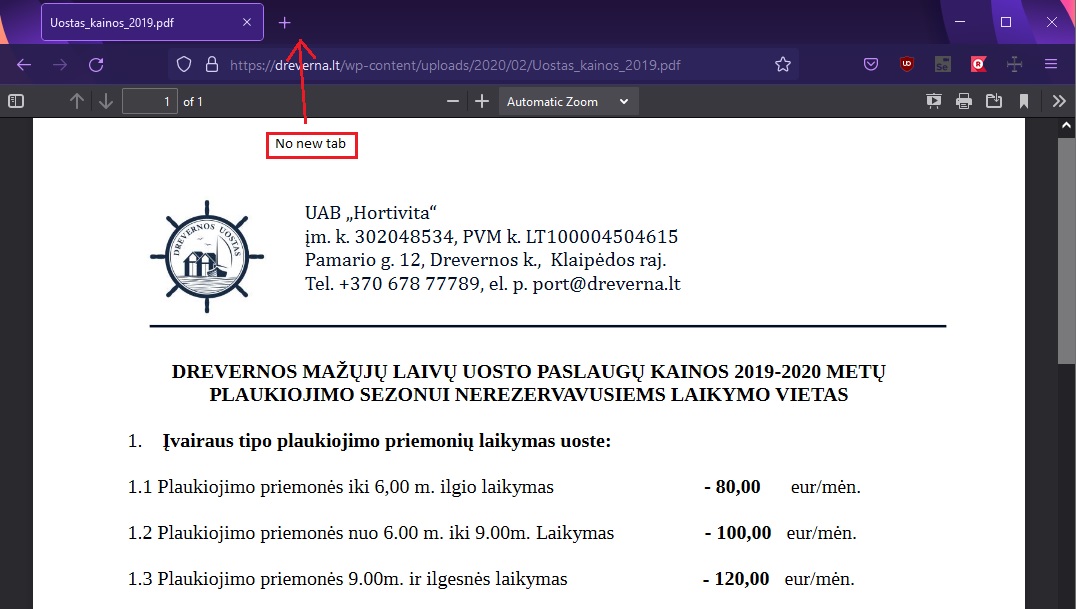 Uostas_kainos_2019.pdf
https://dreverna.lt/wp-content/uploads/2020/02/Uostas_kainos_2019.pdf
1 of 1
Automatic Zoom
No new tab
DREVERNOS UOSTAS
UAB „Hortivita“
įm. k. 302048534, PVM k. LT100004504615
Pamario g. 12, Drevernos k., Klaipėdos raj.
Tel. +370 678 77789, el. p. port@dreverna.lt
DREVERNOS MAŽŲJŲ LAIVŲ UOSTO PASLAUGŲ KAINOS 2019-2020 METŲ
PLAUKIOJIMO SEZONUI NEREZERVAVUSIEMS LAIKYMO VIETAS
1. Įvairaus tipo plaukiojimo priemonių laikymas uoste:
1.1 Plaukiojimo priemonės iki 6,00 m. ilgio laikymas - 80,00 eur/mėn.
1.2 Plaukiojimo priemonės nuo 6.00 m. iki 9.00m. Laikymas - 100,00 eur/mėn.
1.3 Plaukiojimo priemonės 9.00m. ir ilgesnės laikymas - 120,00 eur/mėn.